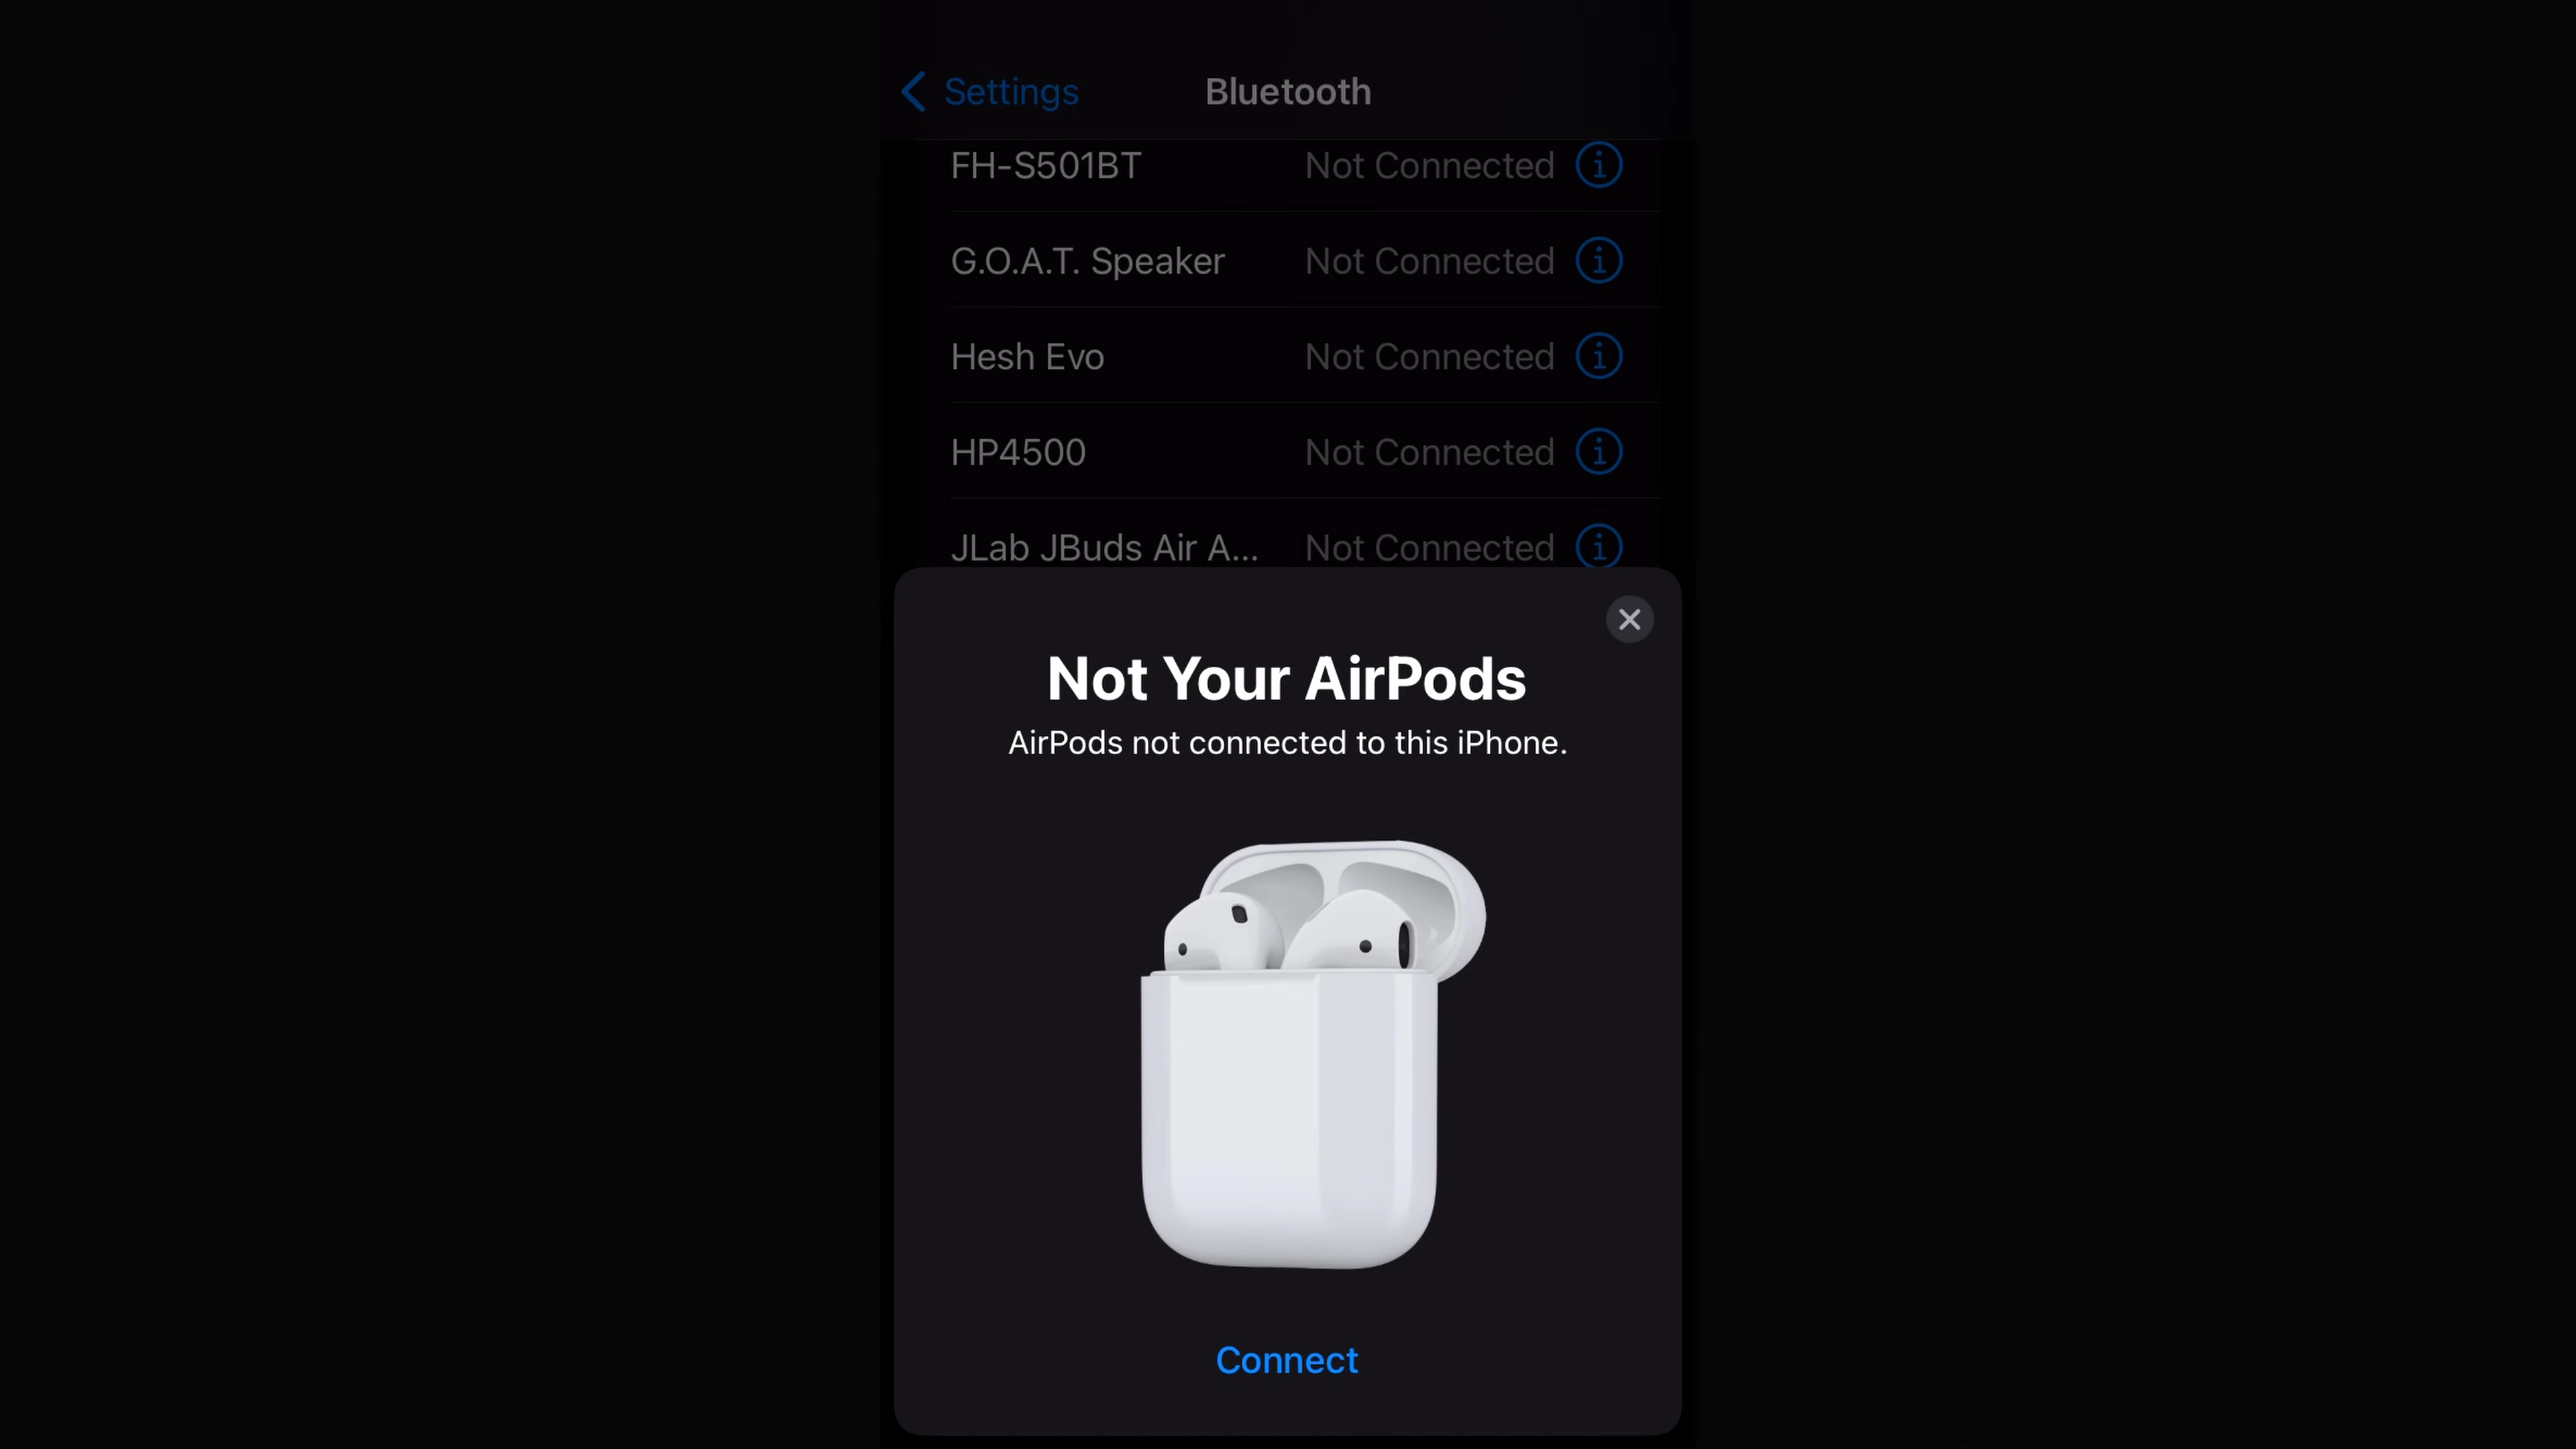 Settings
Bluetooth
FH-S501BT Not Connected
G.O.A.T. Speaker Not Connected
Hesh Evo Not Connected
HP4500 Not Connected
JLab JBuds Air A... Not Connected
Not Your AirPods
AirPods not connected to this iPhone.
Connect